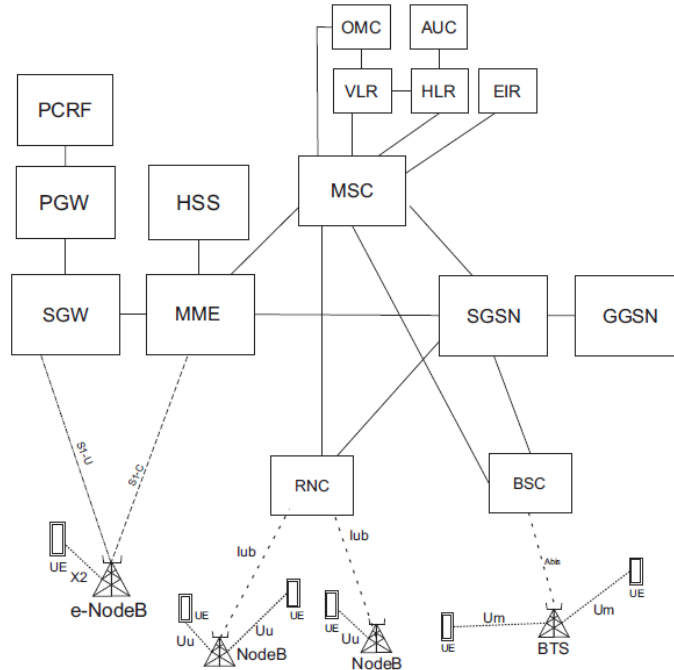 OMC
AUC
VLR
HLR
EIR
PCRF
PGW
HSS
MSC
SGW
MME
SGSN
GGSN
S1-U
S1-C
RNC
BSC
Iub
Iub
Abis
UE
X2
e-NodeB
UE
UE
Uu
Uu
NodeB
UE
Uu
NodeB
UE
Um
Um
UE
BTS